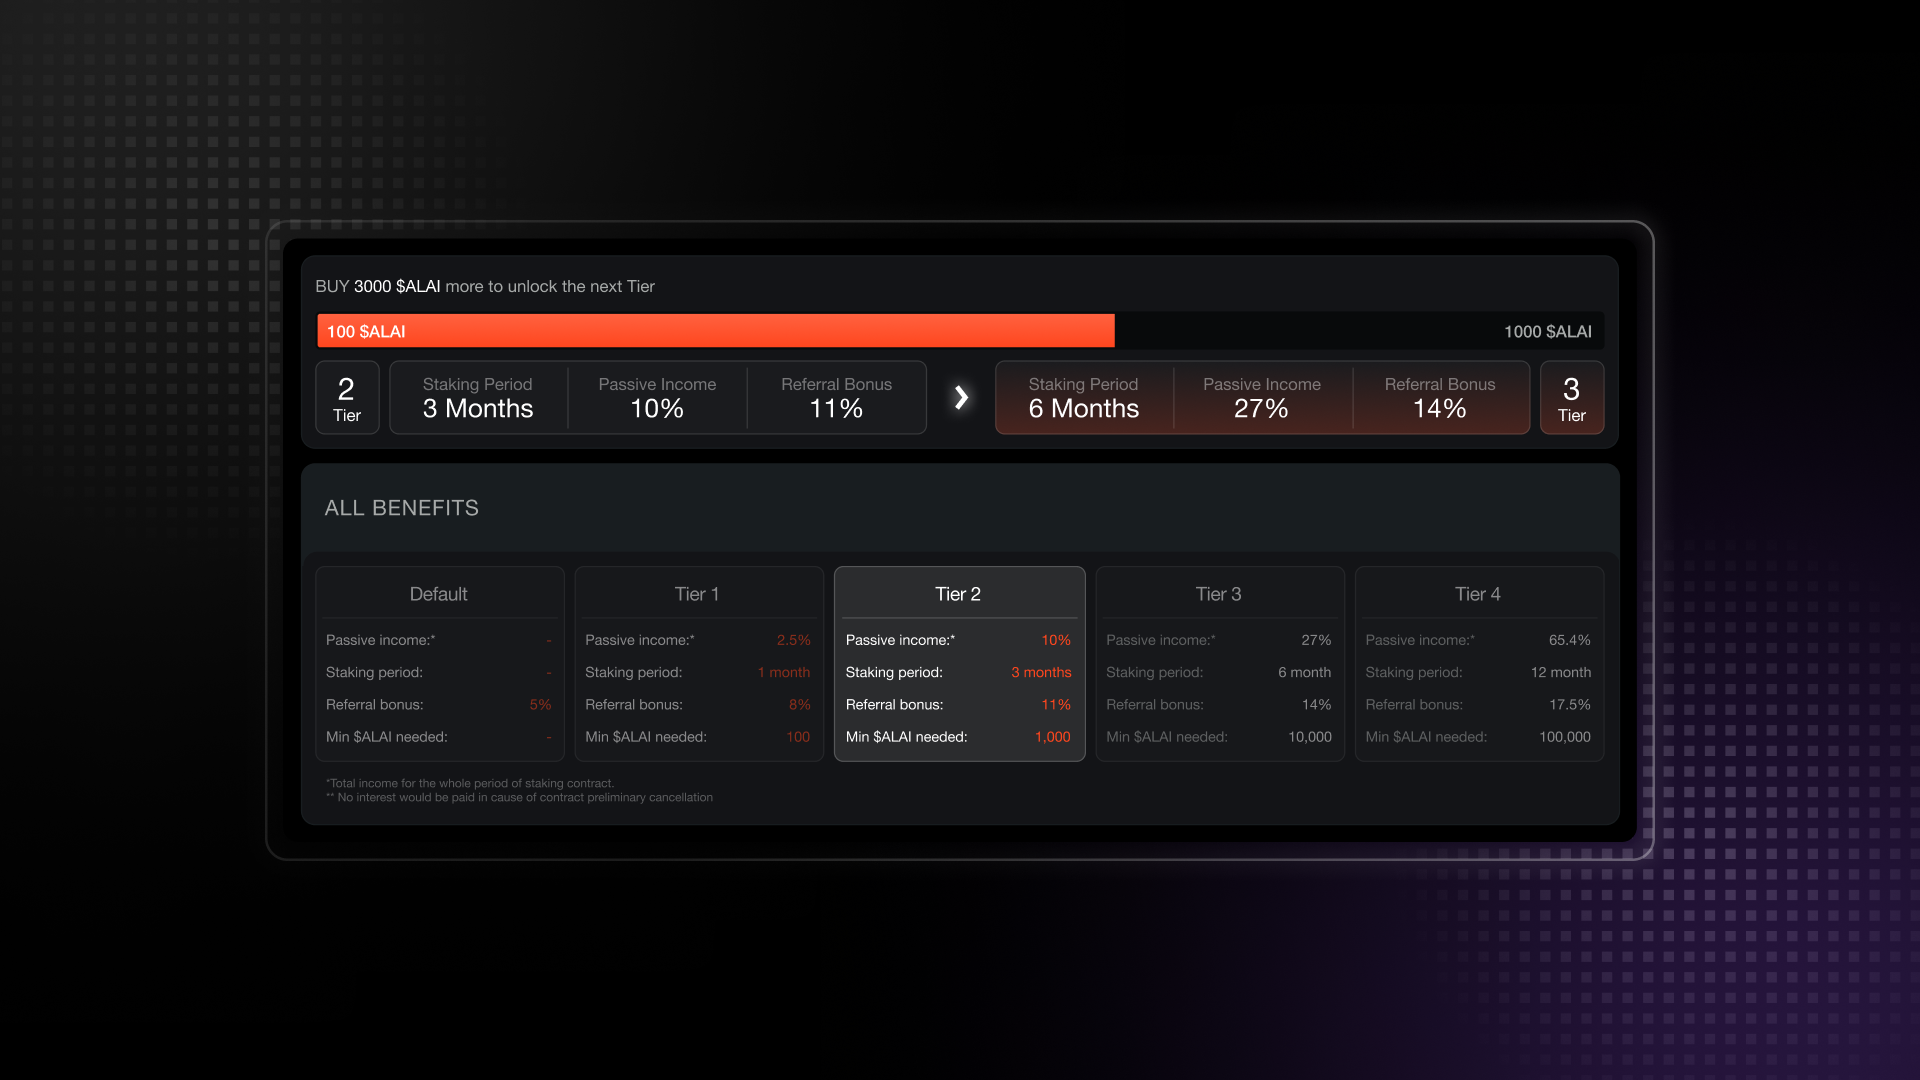 BUY 3000 $ALAI more to unlock the next Tier
100 $ALAI 1000 $ALAI
2 Tier
Staking Period Passive Income Referral Bonus
3 Months 10% 11%
Staking Period Passive Income Referral Bonus
6 Months 27% 14%
3 Tier
ALL BENEFITS
Default
Passive income:* -
Staking period: -
Referral bonus: 5%
Min $ALAI needed: -
Tier 1
Passive income:* 2.5%
Staking period: 1 month
Referral bonus: 8%
Min $ALAI needed: 100
Tier 2
Passive income:* 10%
Staking period: 3 months
Referral bonus: 11%
Min $ALAI needed: 1,000
Tier 3
Passive income:* 27%
Staking period: 6 month
Referral bonus: 14%
Min $ALAI needed: 10,000
Tier 4
Passive income:* 65.4%
Staking period: 12 month
Referral bonus: 17.5%
Min $ALAI needed: 100,000
*Total income for the whole period of staking contract.
** No interest would be paid in cause of contract preliminary cancellation